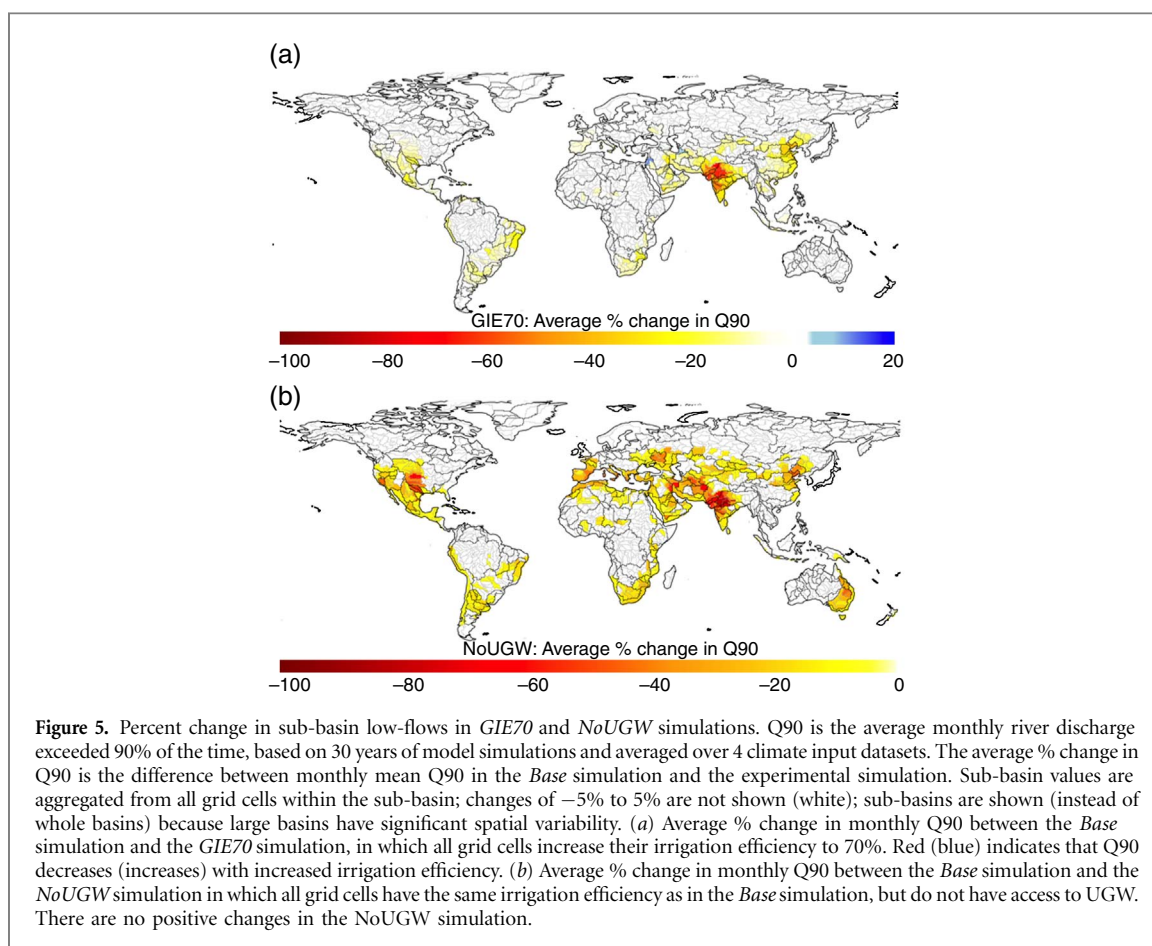 (a)
GIE70: Average % change in Q90
−100 −80 −60 −40 −20 0 20
(b)
NoUGW: Average % change in Q90
−100 −80 −60 −40 −20 0
Figure 5. Percent change in sub-basin low-flows in GIE70 and NoUGW simulations. Q90 is the average monthly river discharge
exceeded 90% of the time, based on 30 years of model simulations and averaged over 4 climate input datasets. The average % change in
Q90 is the difference between monthly mean Q90 in the Base simulation and the experimental simulation. Sub-basin values are
aggregated from all grid cells within the sub-basin; changes of −5% to 5% are not shown (white); sub-basins are shown (instead of
whole basins) because large basins have significant spatial variability. (a) Average % change in monthly Q90 between the Base
simulation and the GIE70 simulation, in which all grid cells increase their irrigation efficiency to 70%. Red (blue) indicates that Q90
decreases (increases) with increased irrigation efficiency. (b) Average % change in monthly Q90 between the Base simulation and the
NoUGW simulation in which all grid cells have the same irrigation efficiency as in the Base simulation, but do not have access to UGW.
There are no positive changes in the NoUGW simulation.